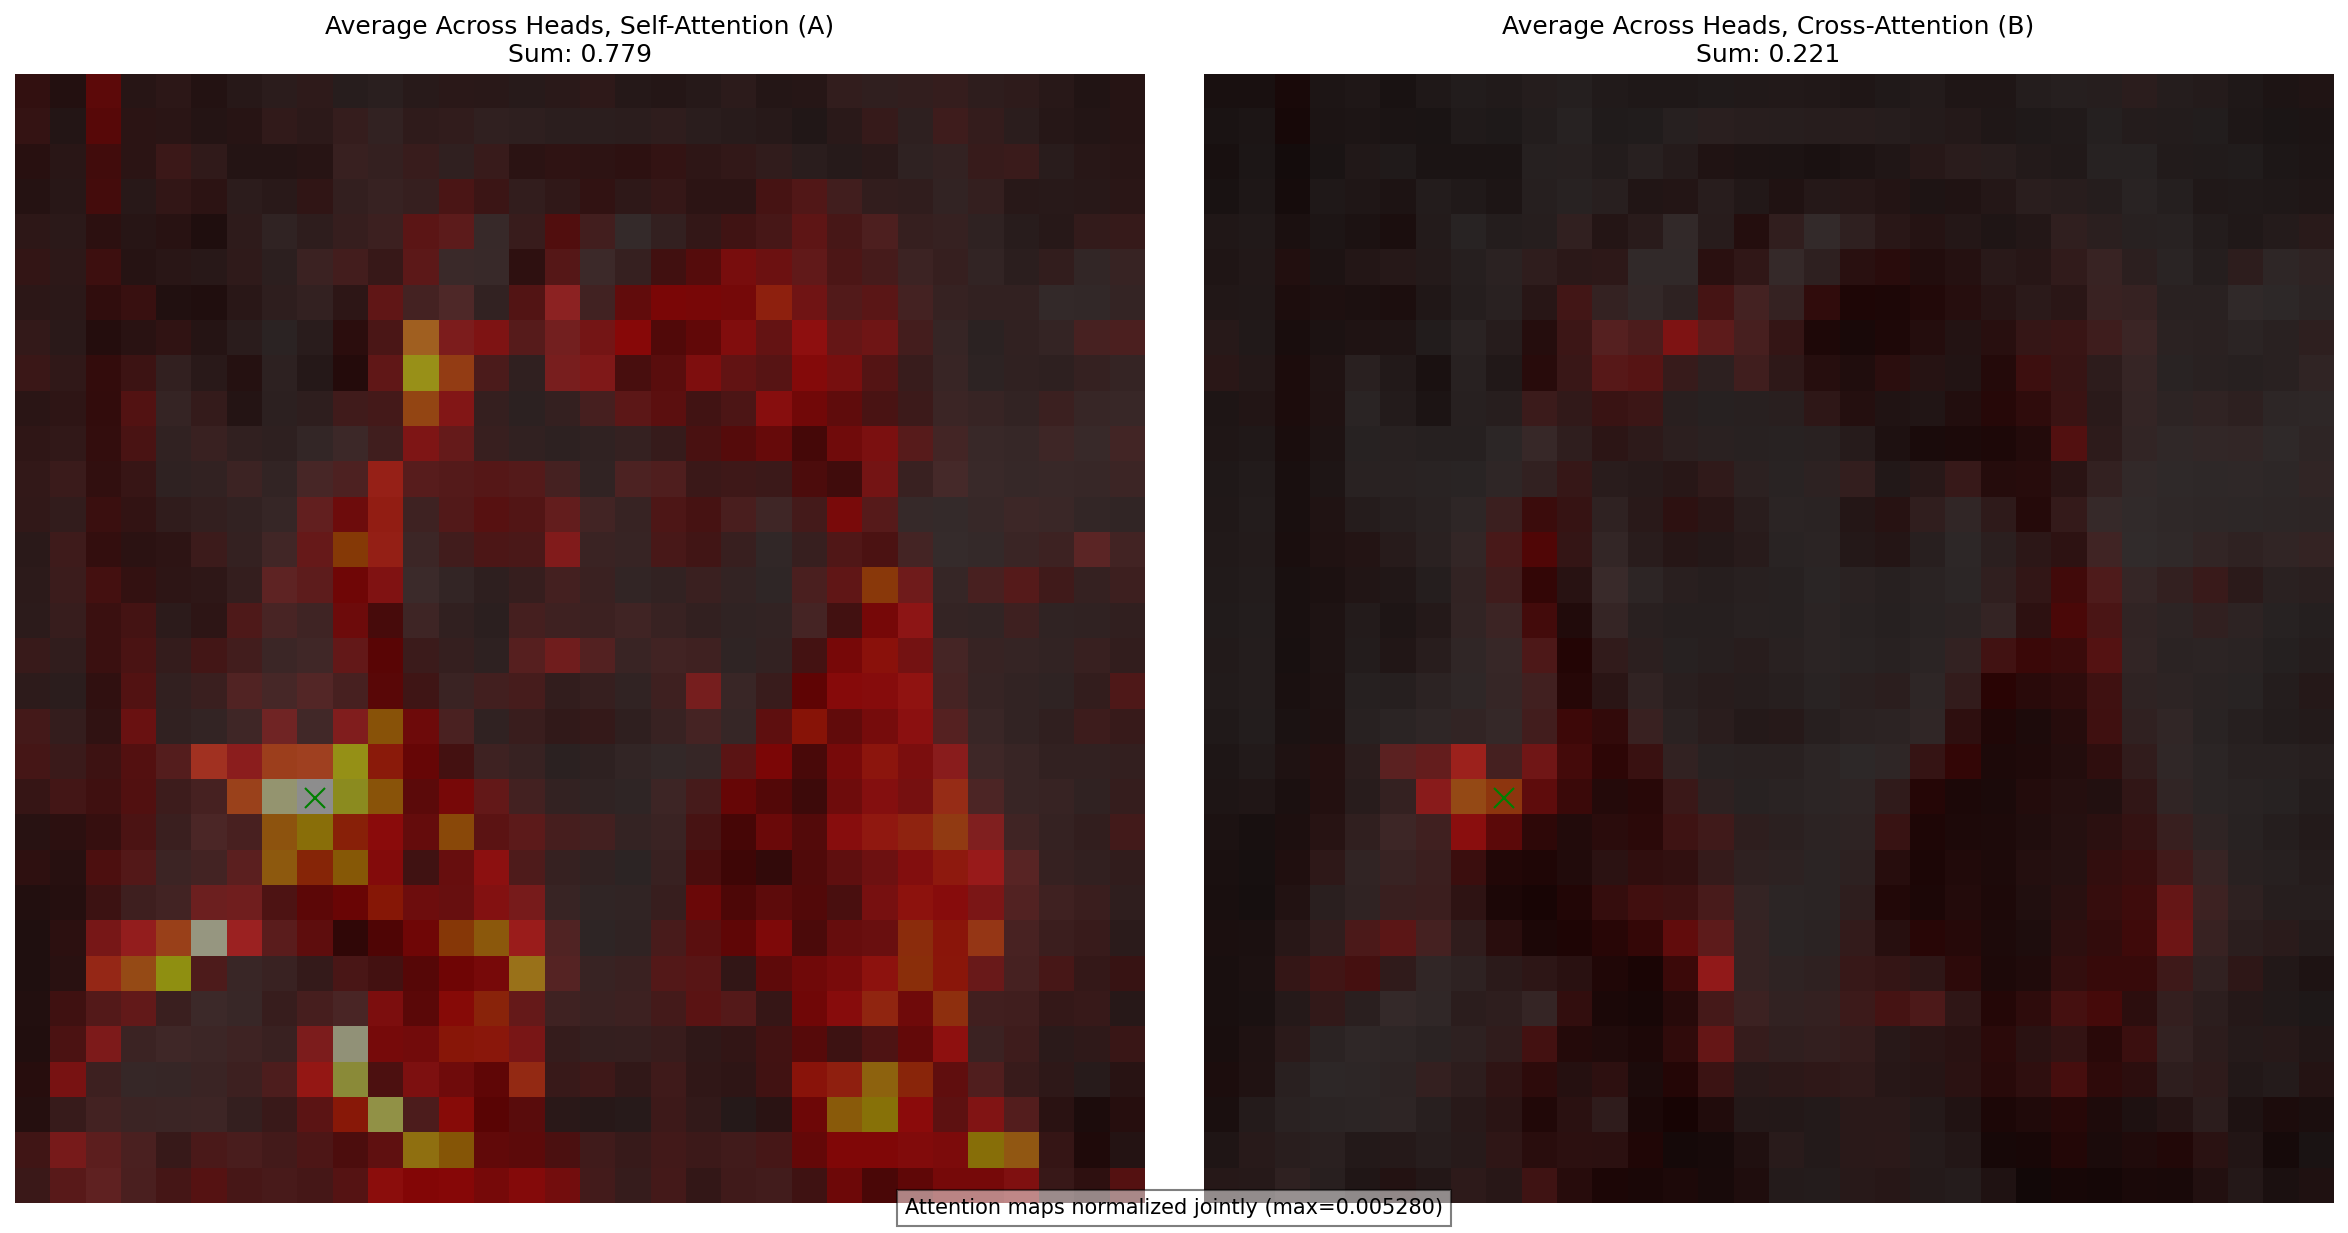 Average Across Heads, Self-Attention (A)
Sum: 0.779
Average Across Heads, Cross-Attention (B)
Sum: 0.221
Attention maps normalized jointly (max=0.005280)